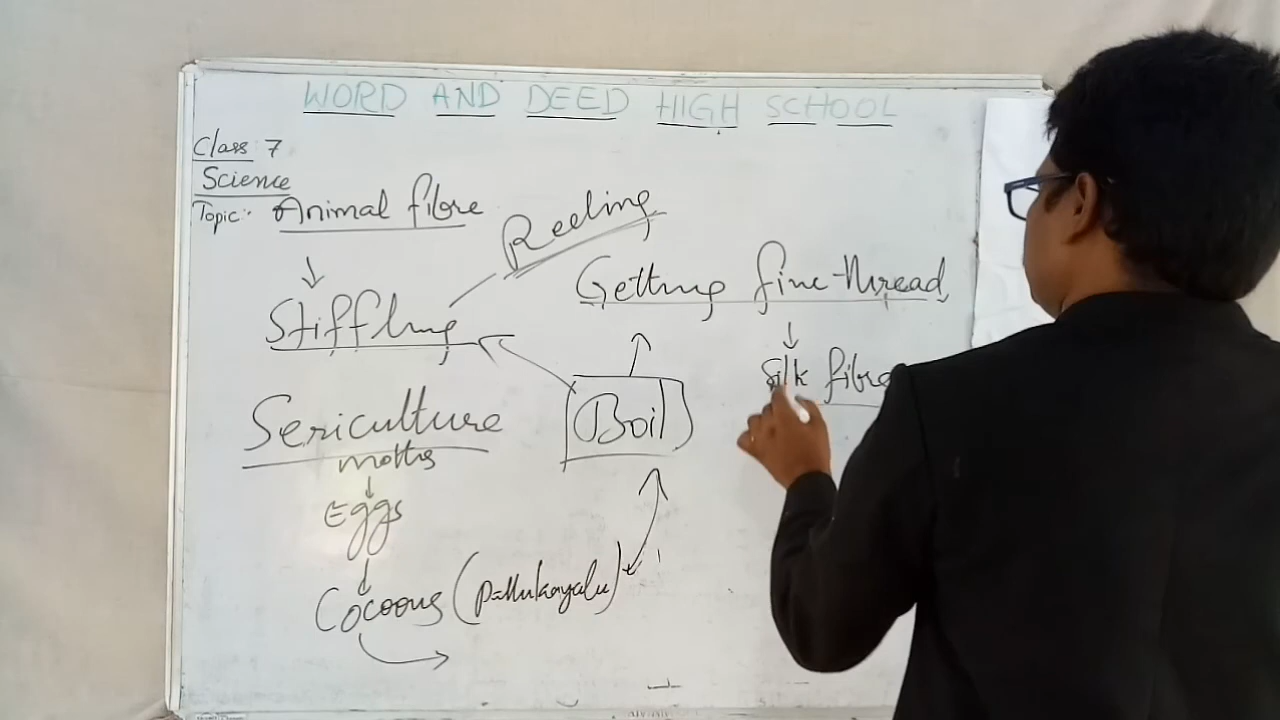 WORD AND DEED HIGH SCHOOL
Class 7
Science
Topic:- Animal fibre
Reeling
Getting fine thread
Stiffling
Silk fibre
Sericulture
Boil
moths
Eggs
Cocoons (pattukayalu)